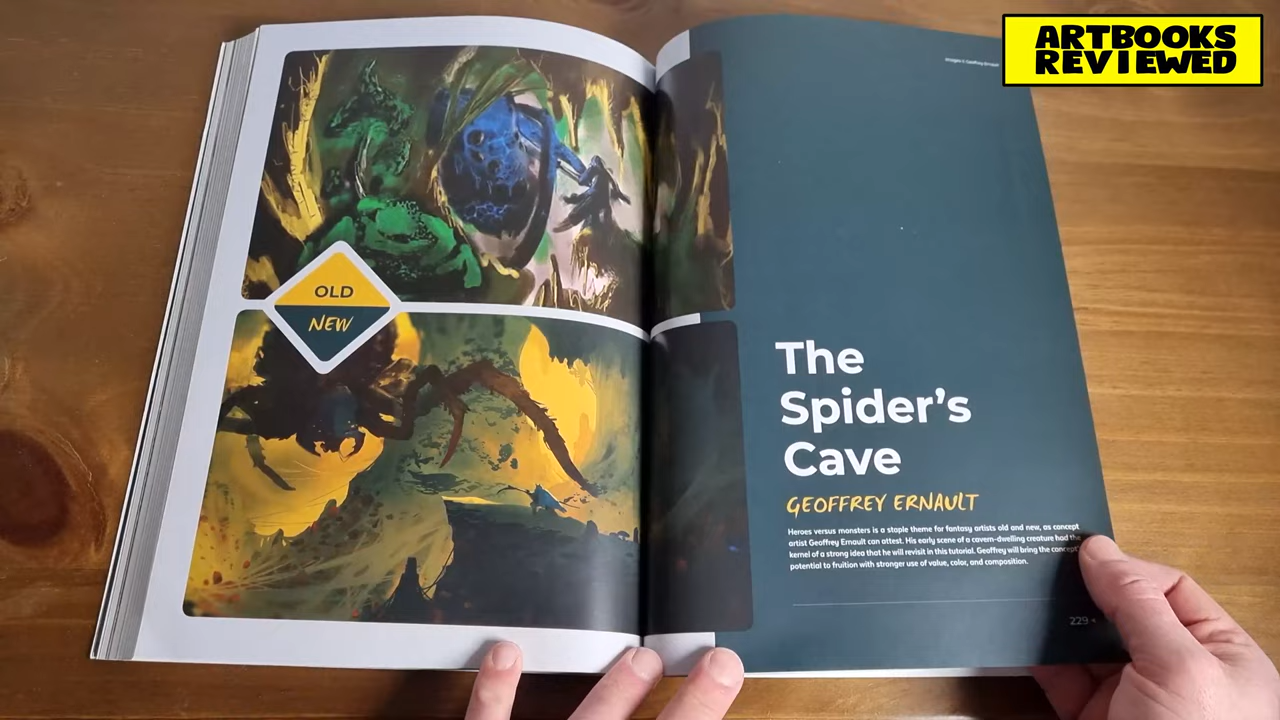 ARTBOOKS
REVIEWED
OLD
NEW
The
Spider's
Cave
GEOFFREY ERNAULT
Heroes versus monsters is a staple theme for fantasy artists old and new, as concept
artist Geoffrey Ernault can attest. His early scene of a cavern-dwelling creature had the
kernel of a strong idea that he will revisit in this tutorial. Geoffrey will bring the concept's
potential to fruition with stronger use of value, color, and composition.
229